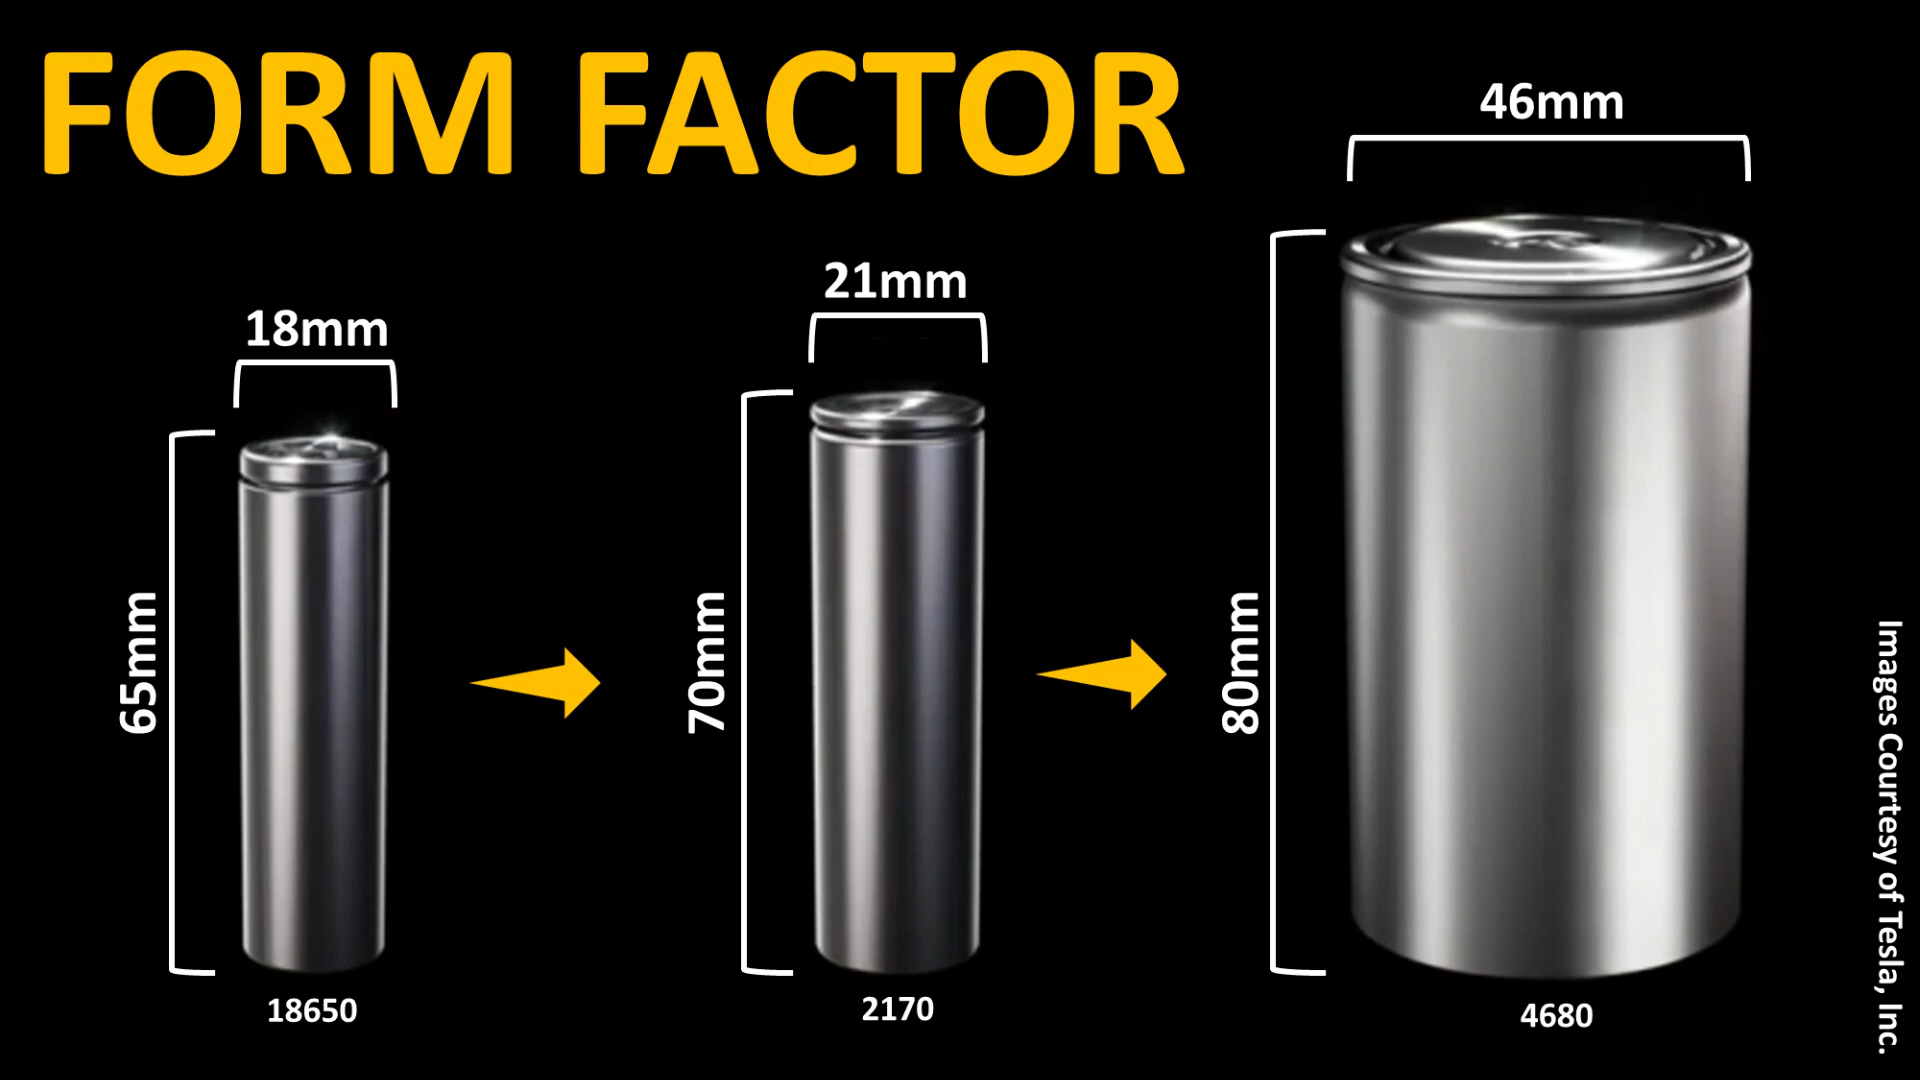 FORM FACTOR
46mm
21mm
18mm
65mm
70mm
80mm
18650
2170
4680
Images Courtesy of Tesla, Inc.